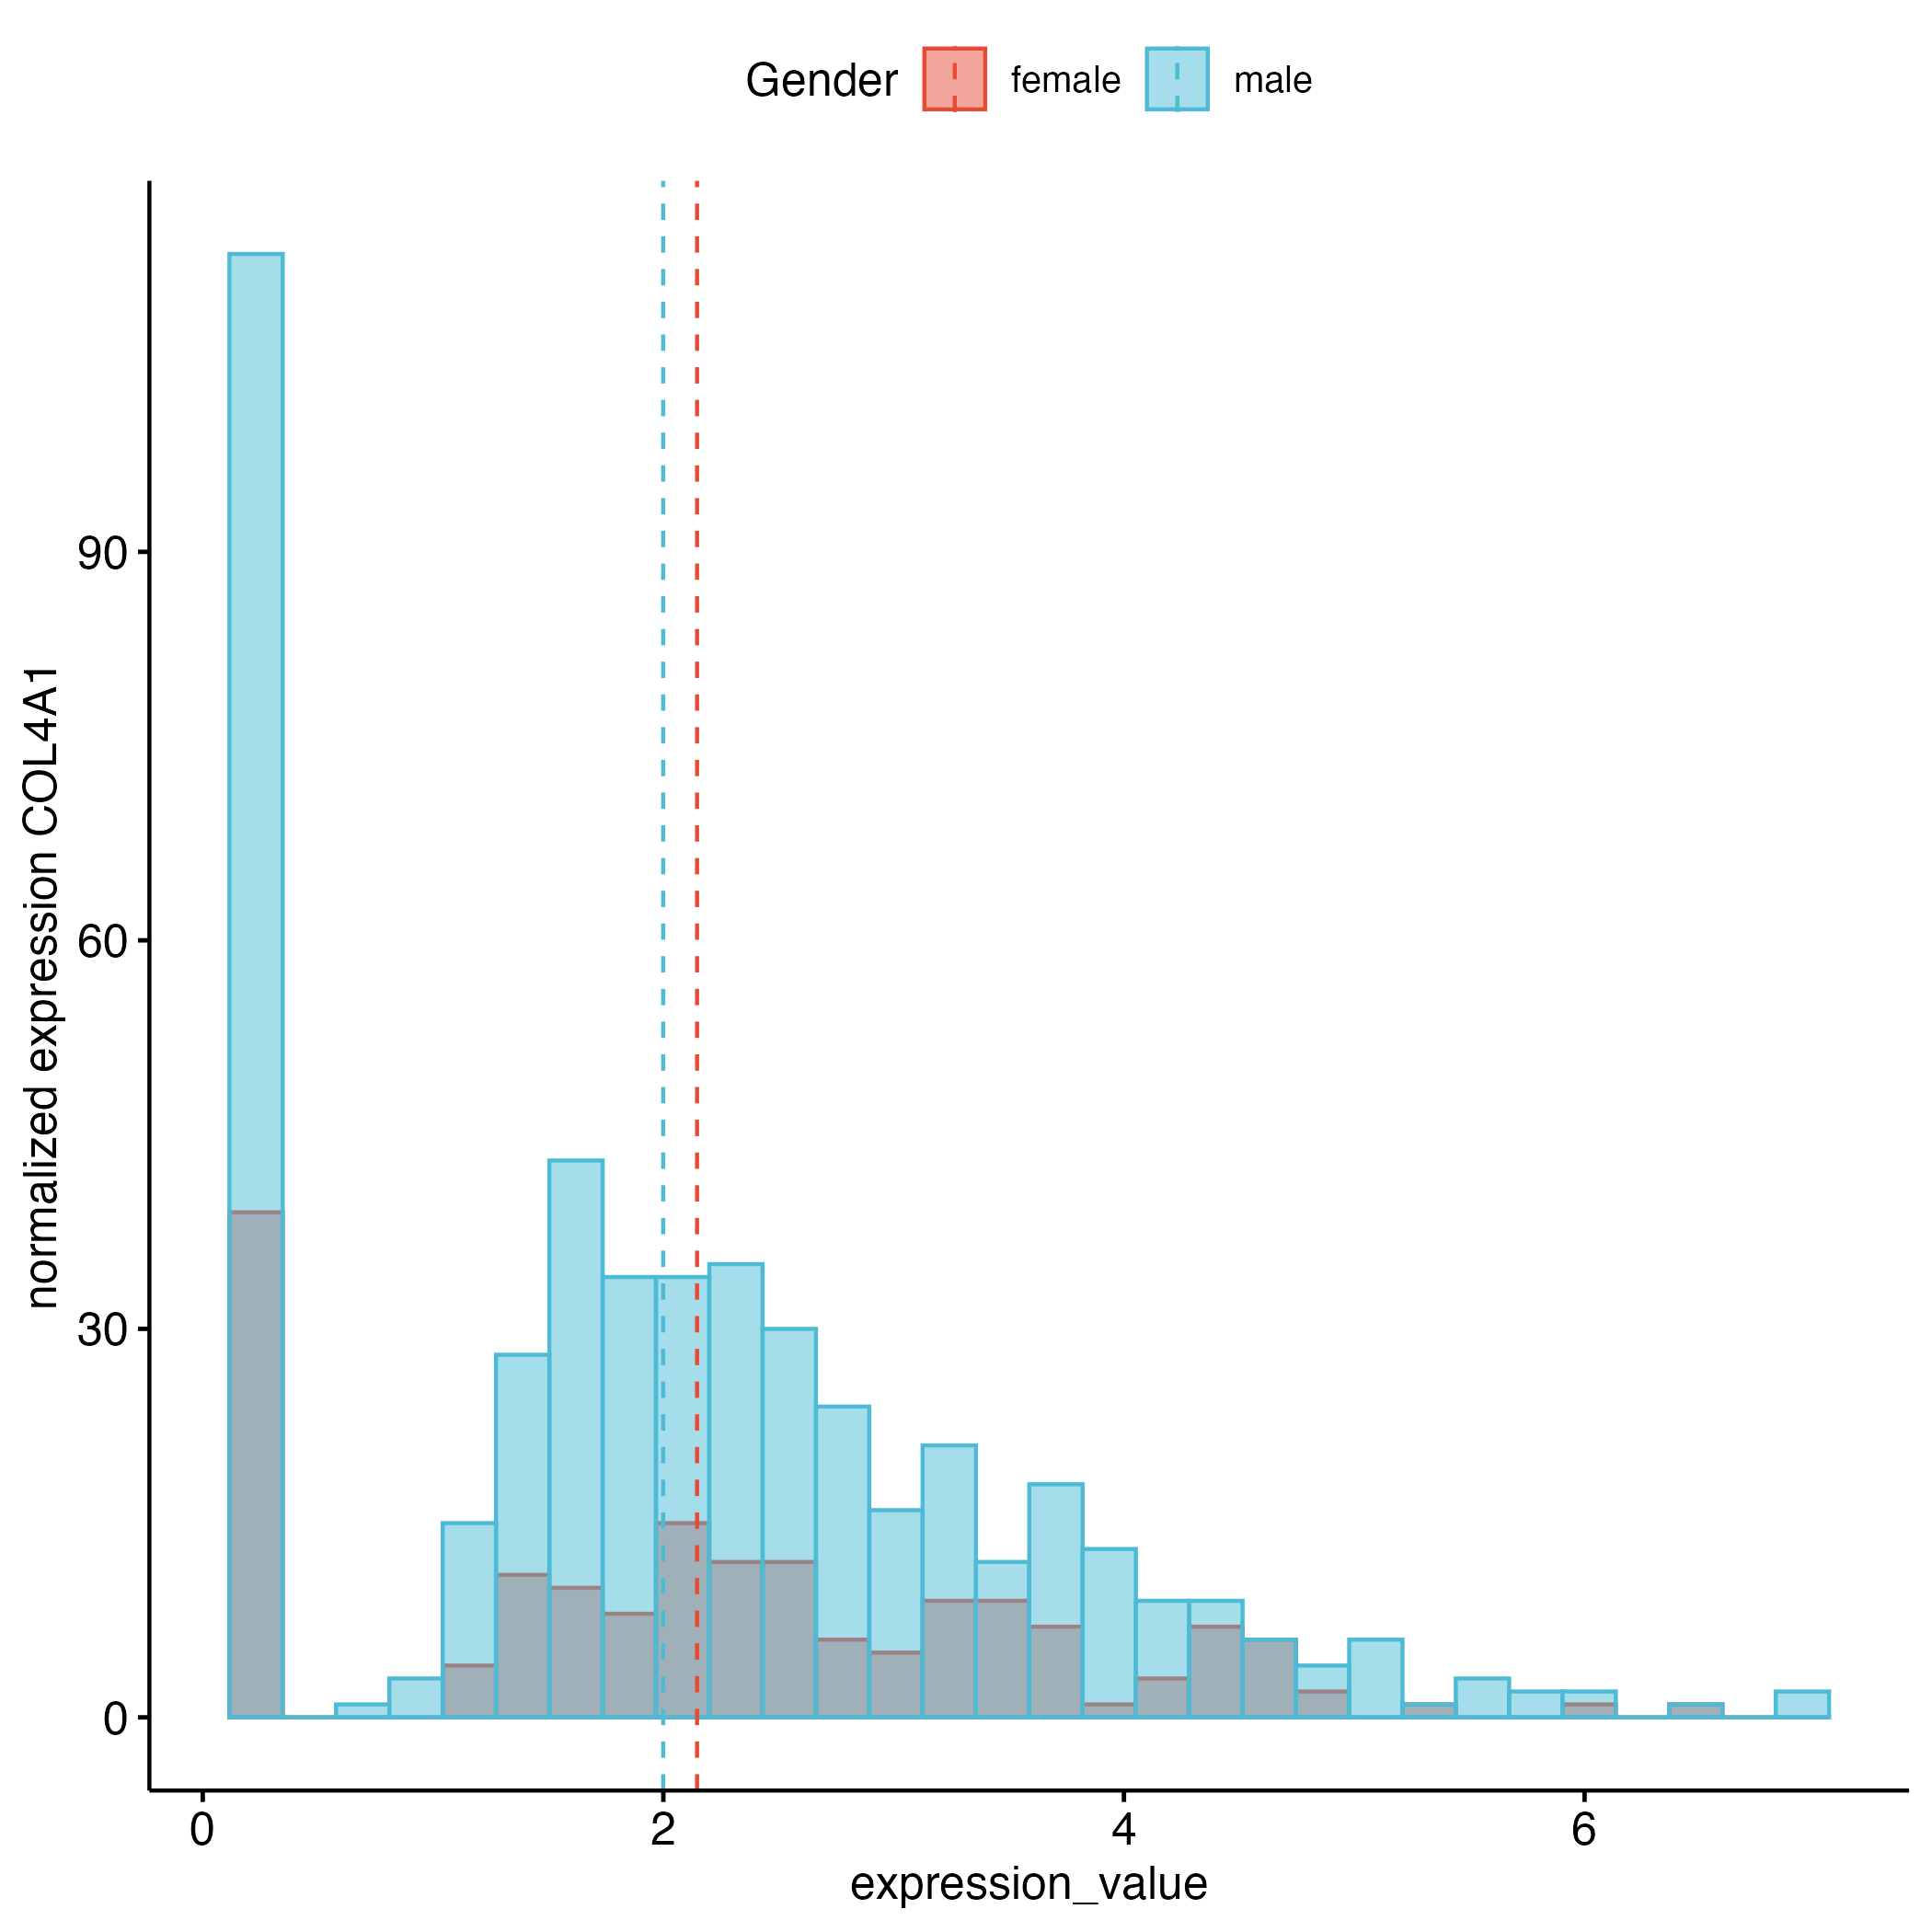 Gender female male
normalized expression COL4A1
90
60
30
0
0 2 4 6
expression_value